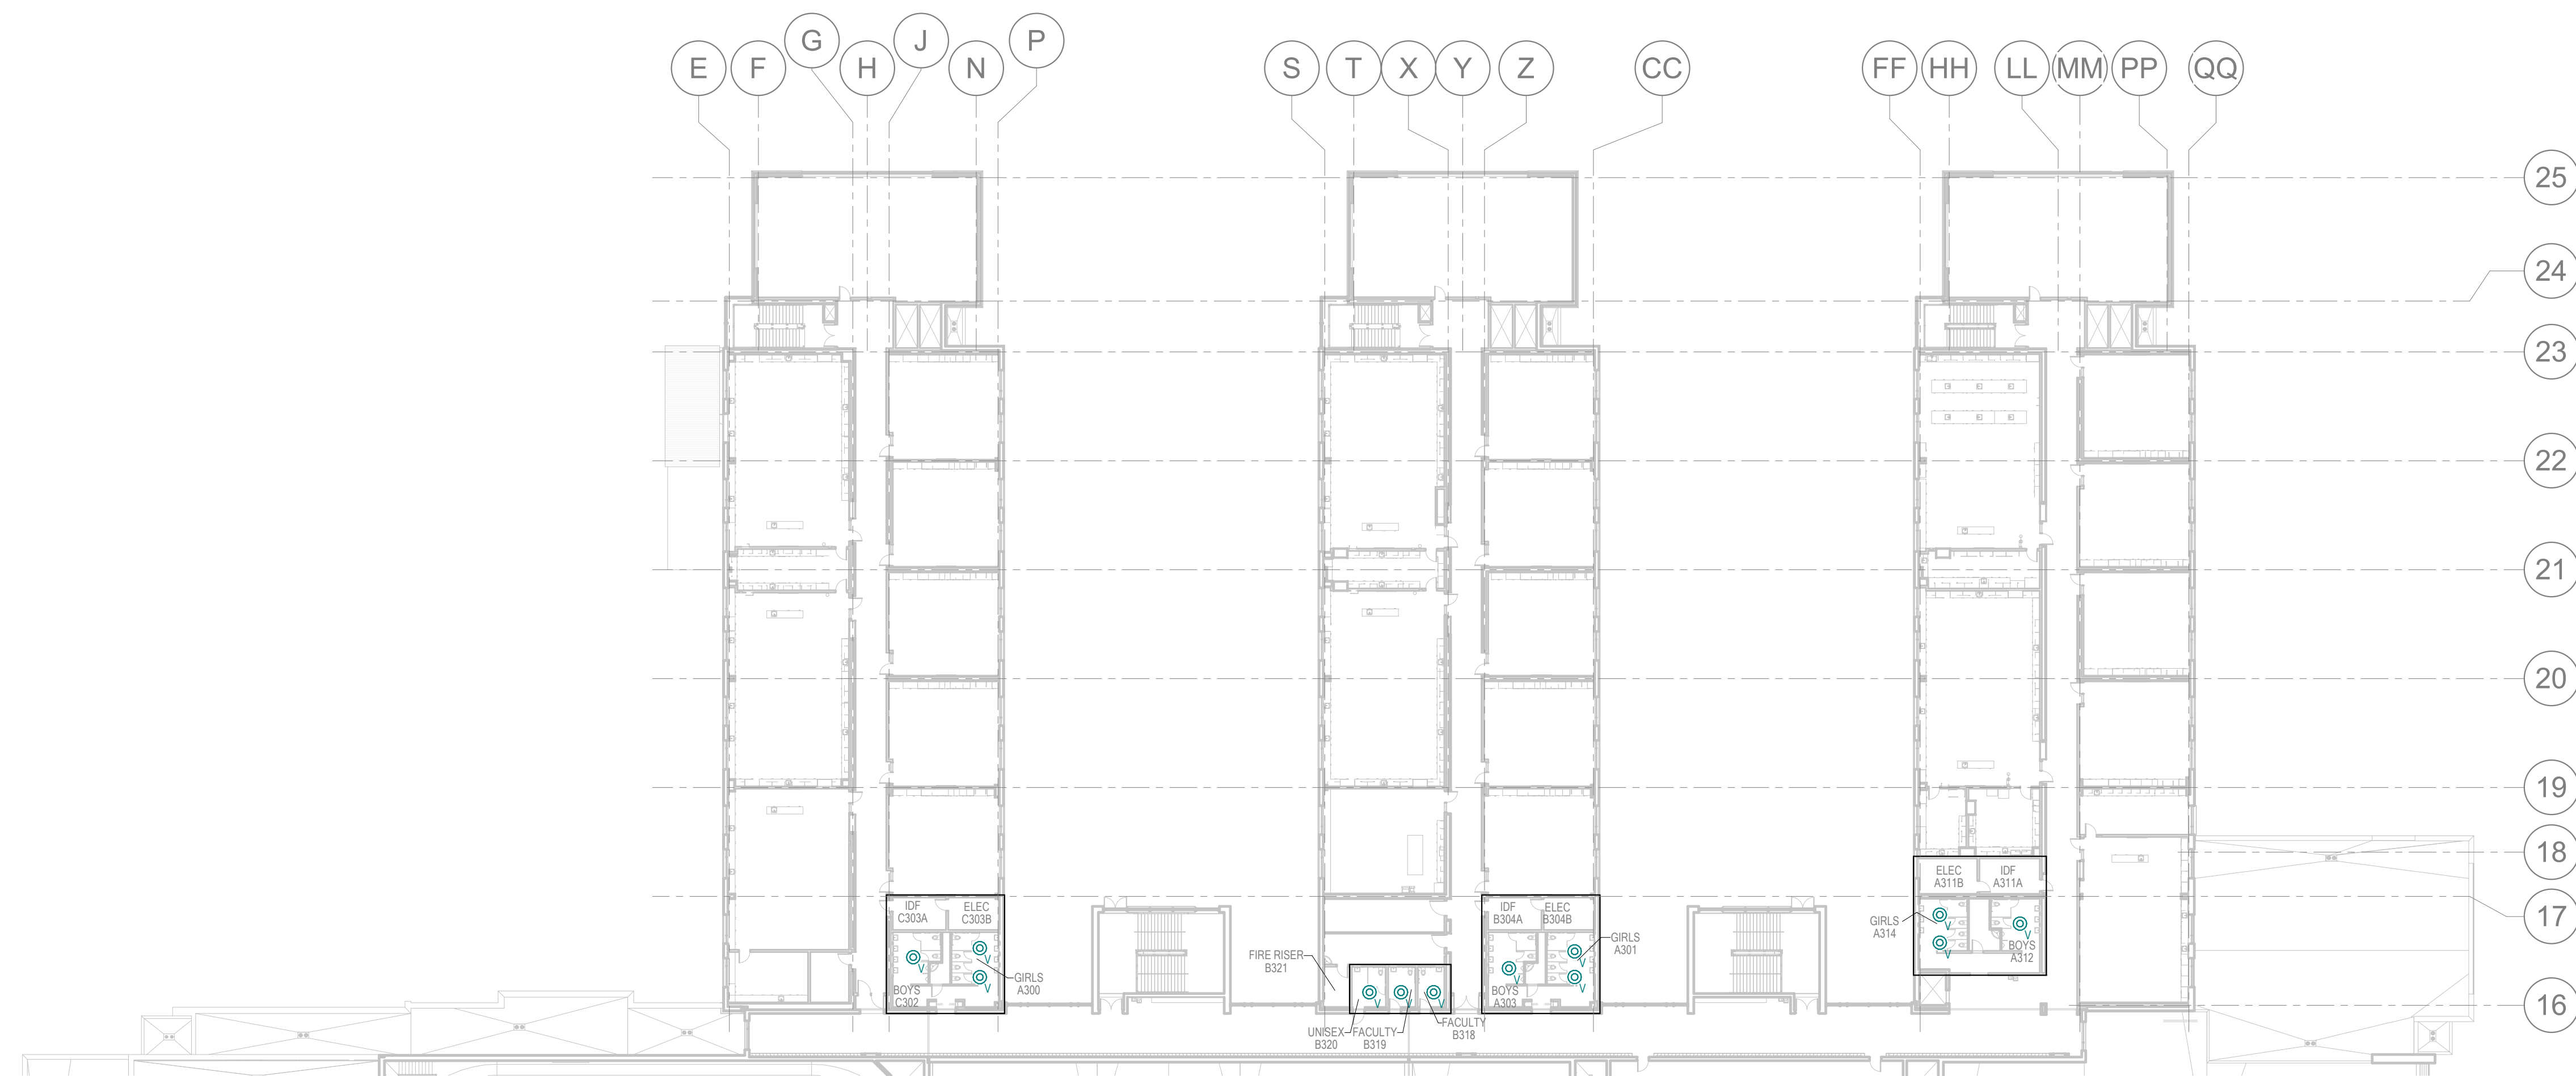 G J P
E F H N S T X Y Z CC FF HH LL MM PP QQ
25
24
23
22
21
20
19
18
ELEC
A311B
IDF
A311A
IDF
C303A
ELEC
C303B
IDF
B304A
ELEC
B304B
17
GIRLS
A314
V
V
V
BOYS
A312
V
V
V
BOYS
C302
GIRLS
A300
FIRE RISER
B321
V
V
V
BOYS
A303
GIRLS
A301
V
V
V
UNISEX
B320
FACULTY
B319
FACULTY
B318
16